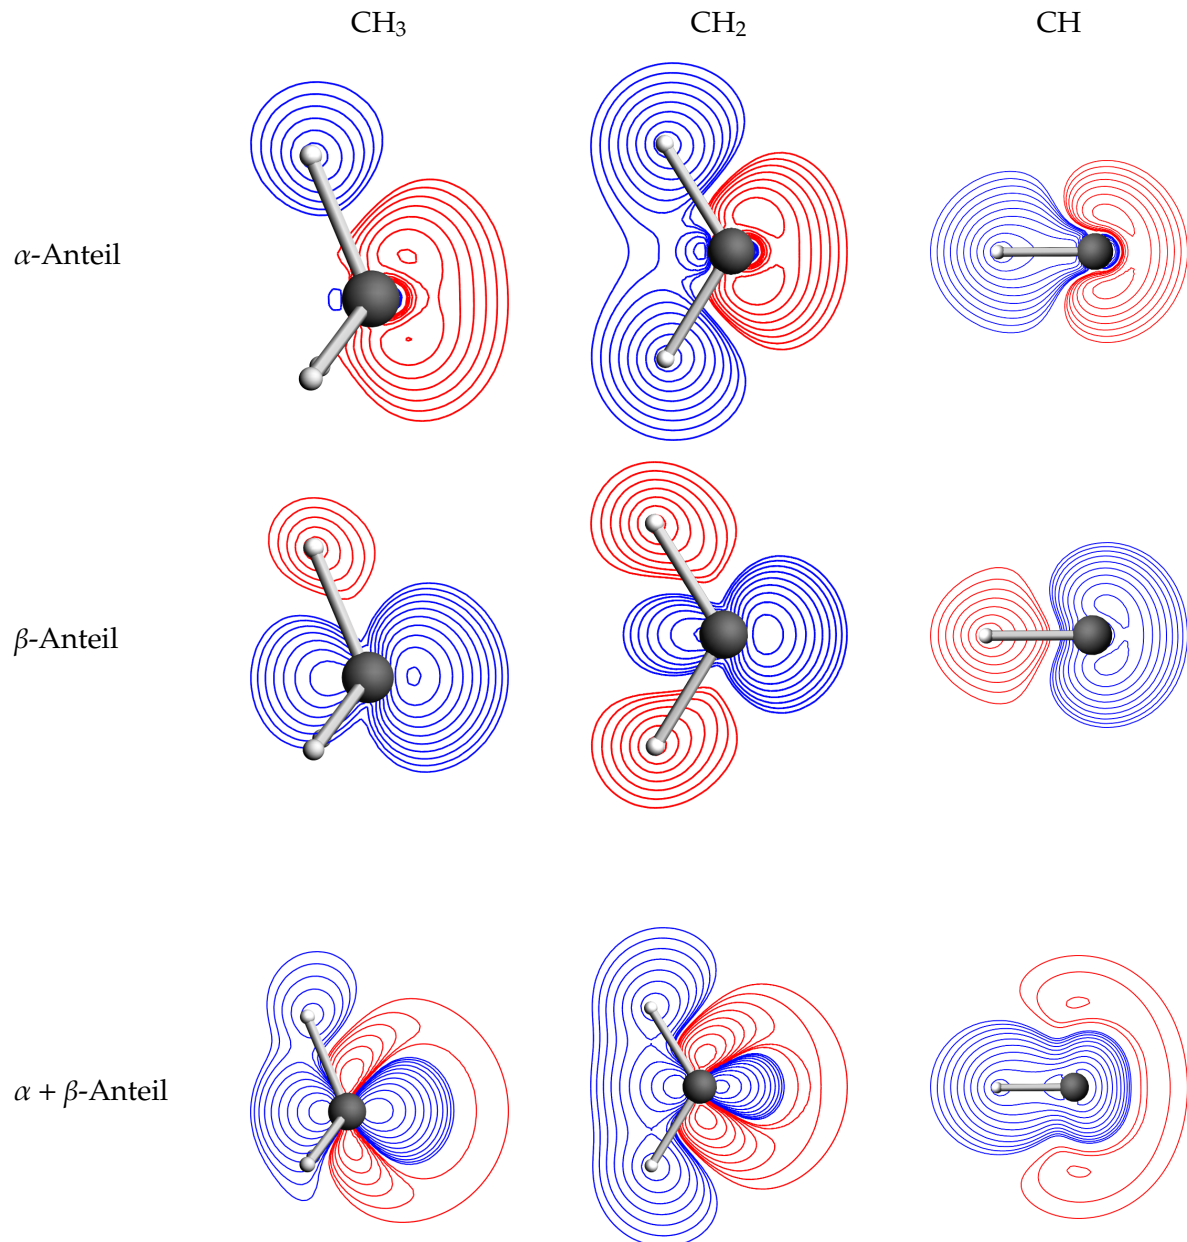 CH₃ CH₂ CH
α-Anteil
β-Anteil
α + β-Anteil